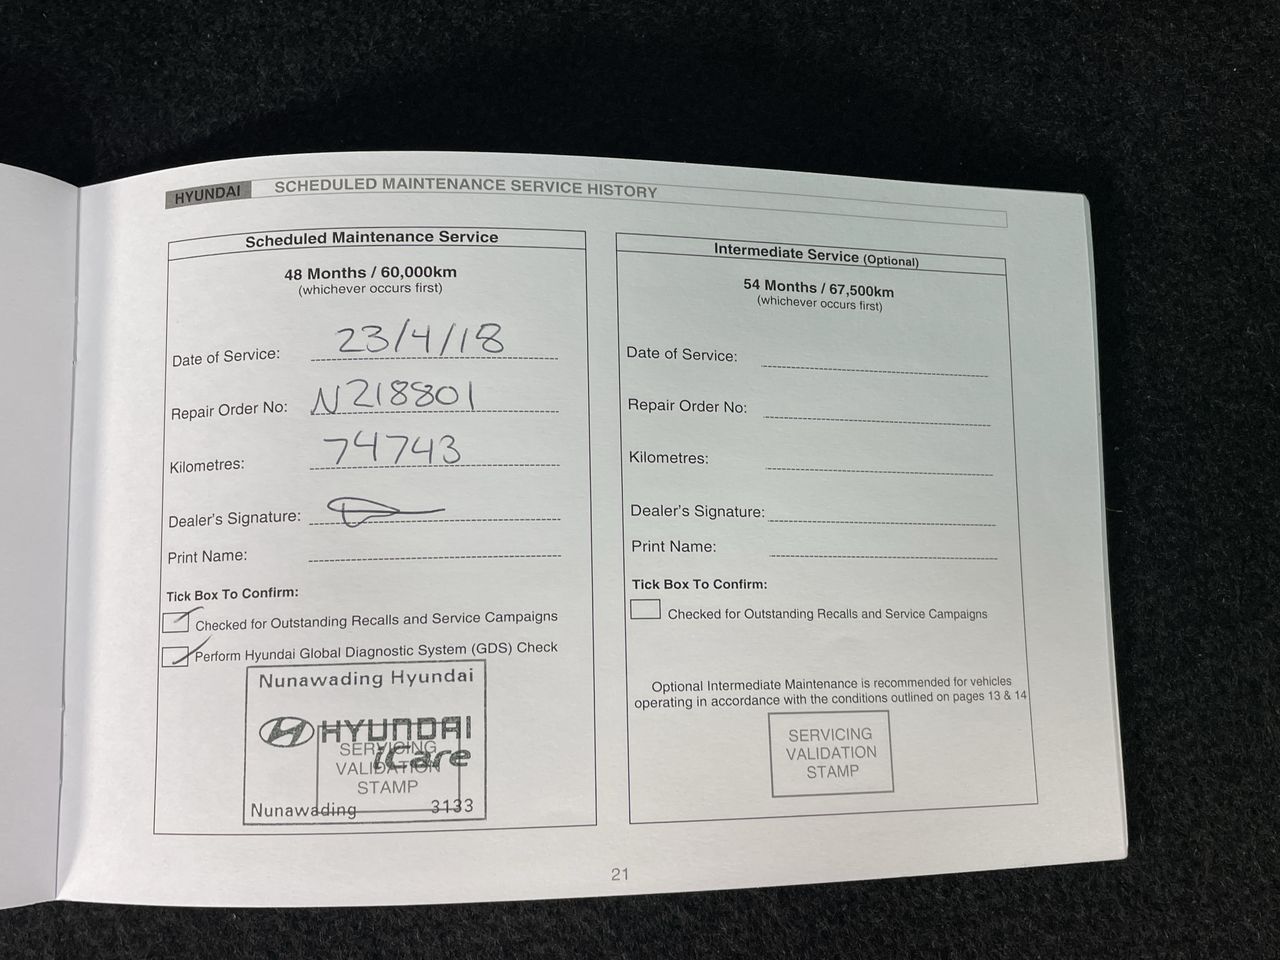 HYUNDAI SCHEDULED MAINTENANCE SERVICE HISTORY
Scheduled Maintenance Service
48 Months / 60,000km
(whichever occurs first)
Date of Service: 23/4/18
Repair Order No: N218801
Kilometres: 74743
Dealer's Signature:
Print Name:
Tick Box To Confirm:
Checked for Outstanding Recalls and Service Campaigns
Perform Hyundai Global Diagnostic System (GDS) Check
Nunawading Hyundai
HYUNDAI
iCare
SERVICING
VALIDATION
STAMP
Nunawading 3133
Intermediate Service (Optional)
54 Months / 67,500km
(whichever occurs first)
Date of Service:
Repair Order No:
Kilometres:
Dealer's Signature:
Print Name:
Tick Box To Confirm:
Checked for Outstanding Recalls and Service Campaigns
Optional Intermediate Maintenance is recommended for vehicles
operating in accordance with the conditions outlined on pages 13 & 14
SERVICING
VALIDATION
STAMP
21